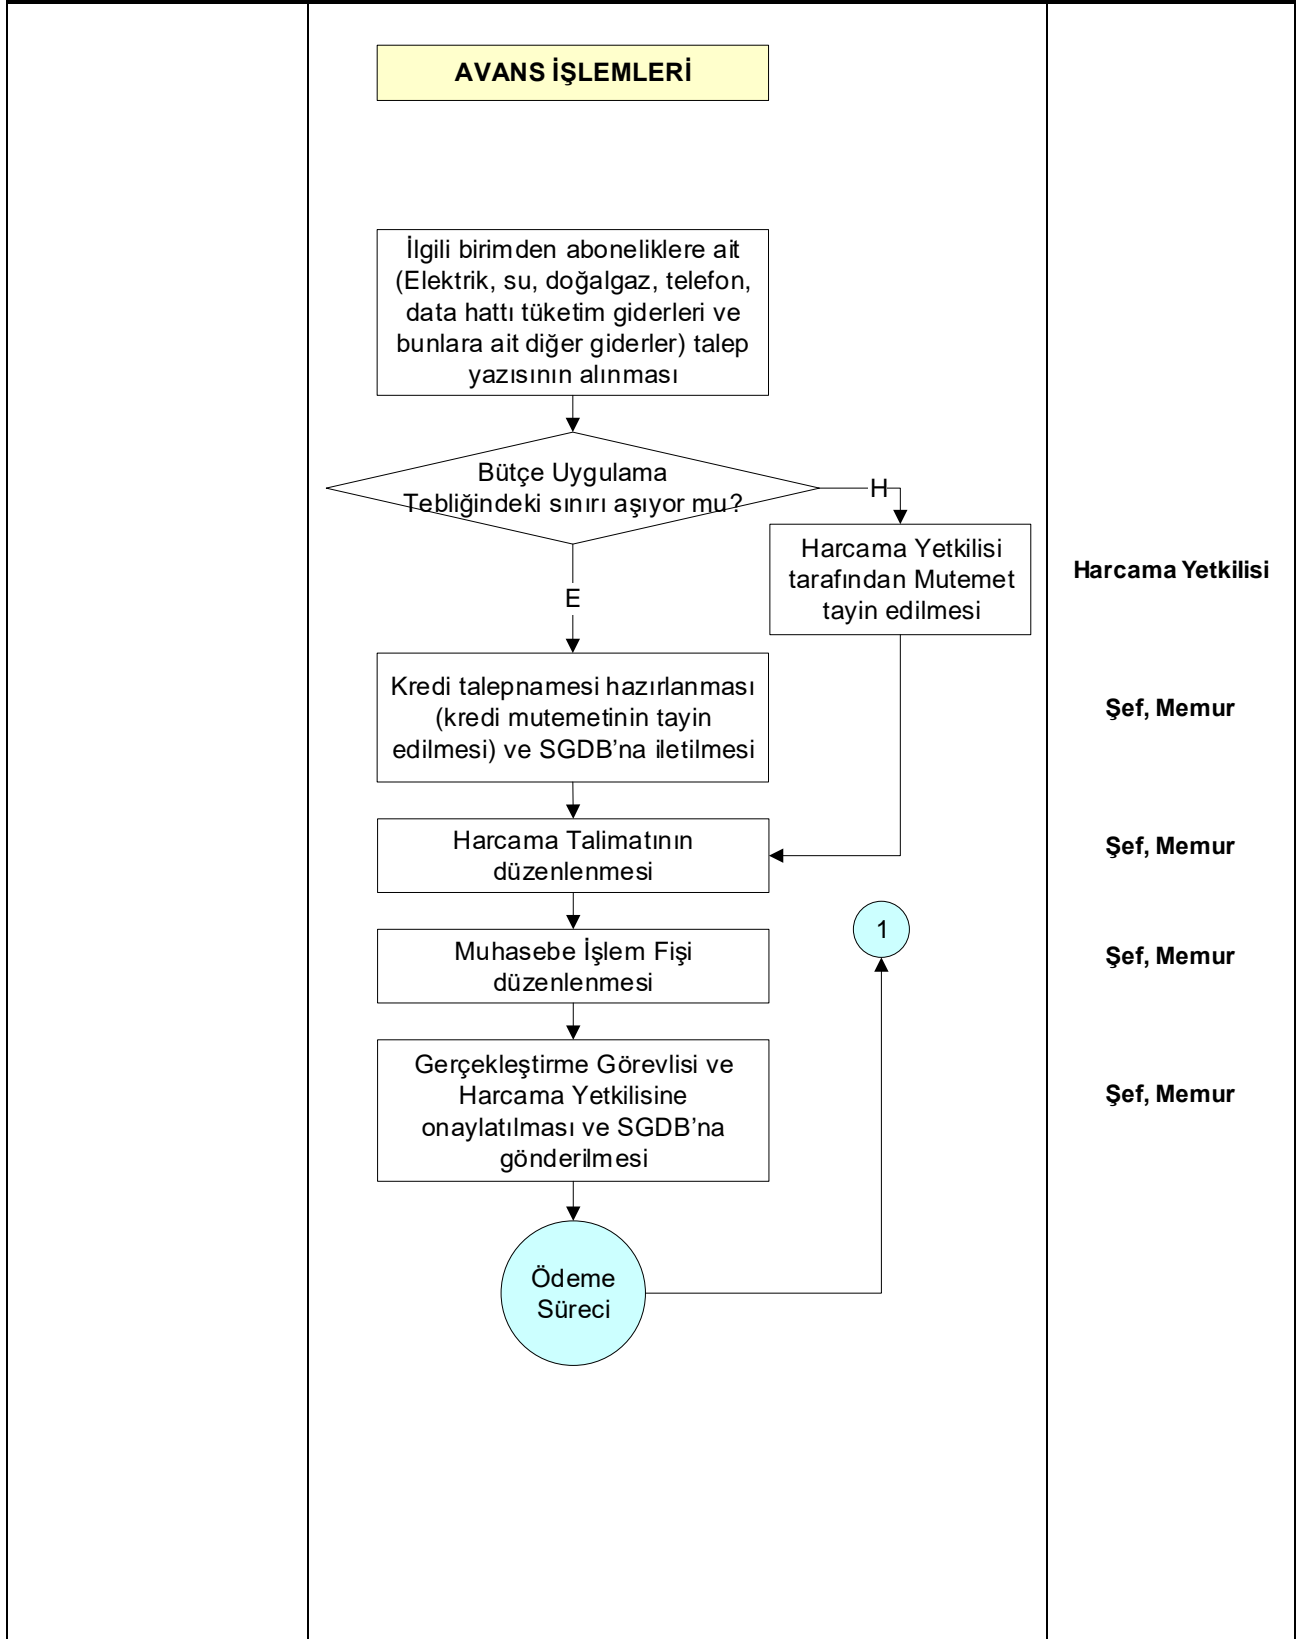 AVANS İŞLEMLERİ
İlgili birimden aboneliklere ait
(Elektrik, su, doğalgaz, telefon,
data hattı tüketim giderleri ve
bunlara ait diğer giderler) talep
yazısının alınması
Bütçe Uygulama
Tebliğindeki sınırı aşıyor mu?
H
Harcama Yetkilisi
tarafından Mutemet
tayin edilmesi
Harcama Yetkilisi
E
Kredi talepnamesi hazırlanması
(kredi mutemetinin tayin
edilmesi) ve SGDB’na iletilmesi
Şef, Memur
Harcama Talimatının
düzenlenmesi
Şef, Memur
1
Muhasebe İşlem Fişi
düzenlenmesi
Şef, Memur
Gerçekleştirme Görevlisi ve
Harcama Yetkilisine
onaylatılması ve SGDB’na
gönderilmesi
Şef, Memur
Ödeme
Süreci